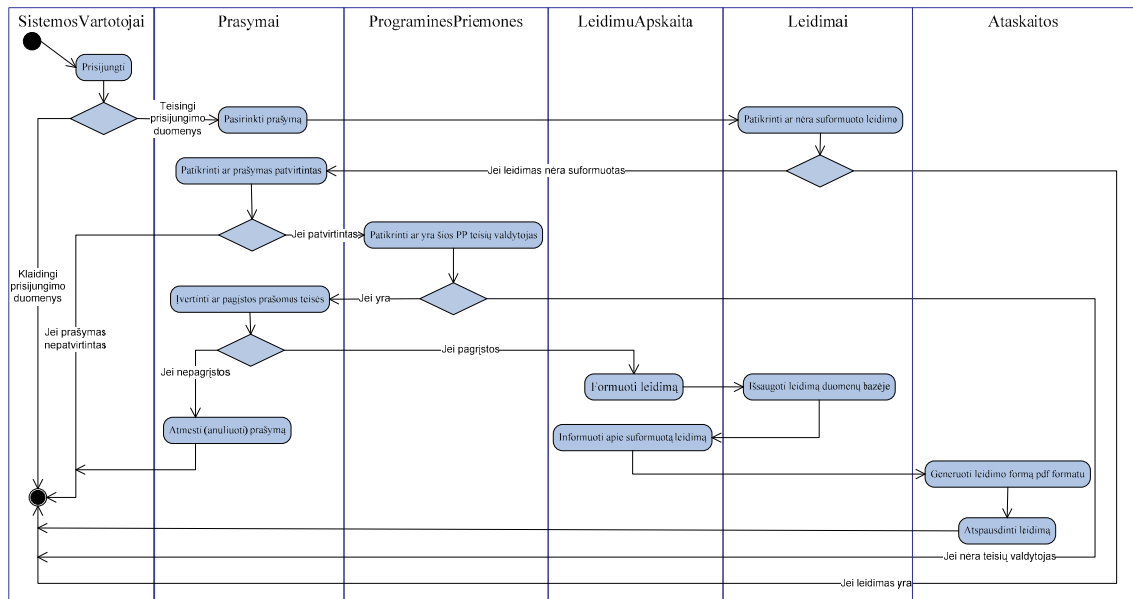 SistemosVartotojai
Prasymai
PrograminesPriemones
LeidimuApskaita
Leidimai
Ataskaitos
Prisijungti
Teisingi
prisijungimo
duomenys
Pasirinkti prašymą
Patikrinti ar nėra suformuoto leidimo
Patikrinti ar prašymas patvirtintas
Jei leidimas nėra suformuotas
Jei patvirtintas
Patikrinti ar yra šios PP teisių valdytojas
Klaidingi
prisijungimo
duomenys
Įvertinti ar pagįstos prašomos teisės
Jei yra
Jei prašymas
nepatvirtintas
Jei pagrįstos
Jei nepagrįstos
Formuoti leidimą
Išsaugoti leidimą duomenų bazėje
Atmesti (anuliuoti) prašymą
Informuoti apie suformuotą leidimą
Generuoti leidimo formą pdf formatu
Atspausdinti leidimą
Jei nėra teisių valdytojas
Jei leidimas yra